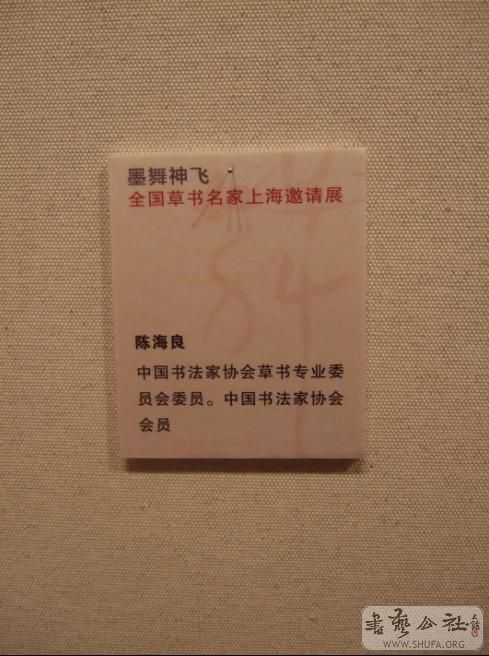 墨舞神飞
全国草书名家上海邀请展
陈海良
中国书法家协会草书专业委
员会委员。中国书法家协会
会员
書藝公社
WWW.SHUFA.ORG